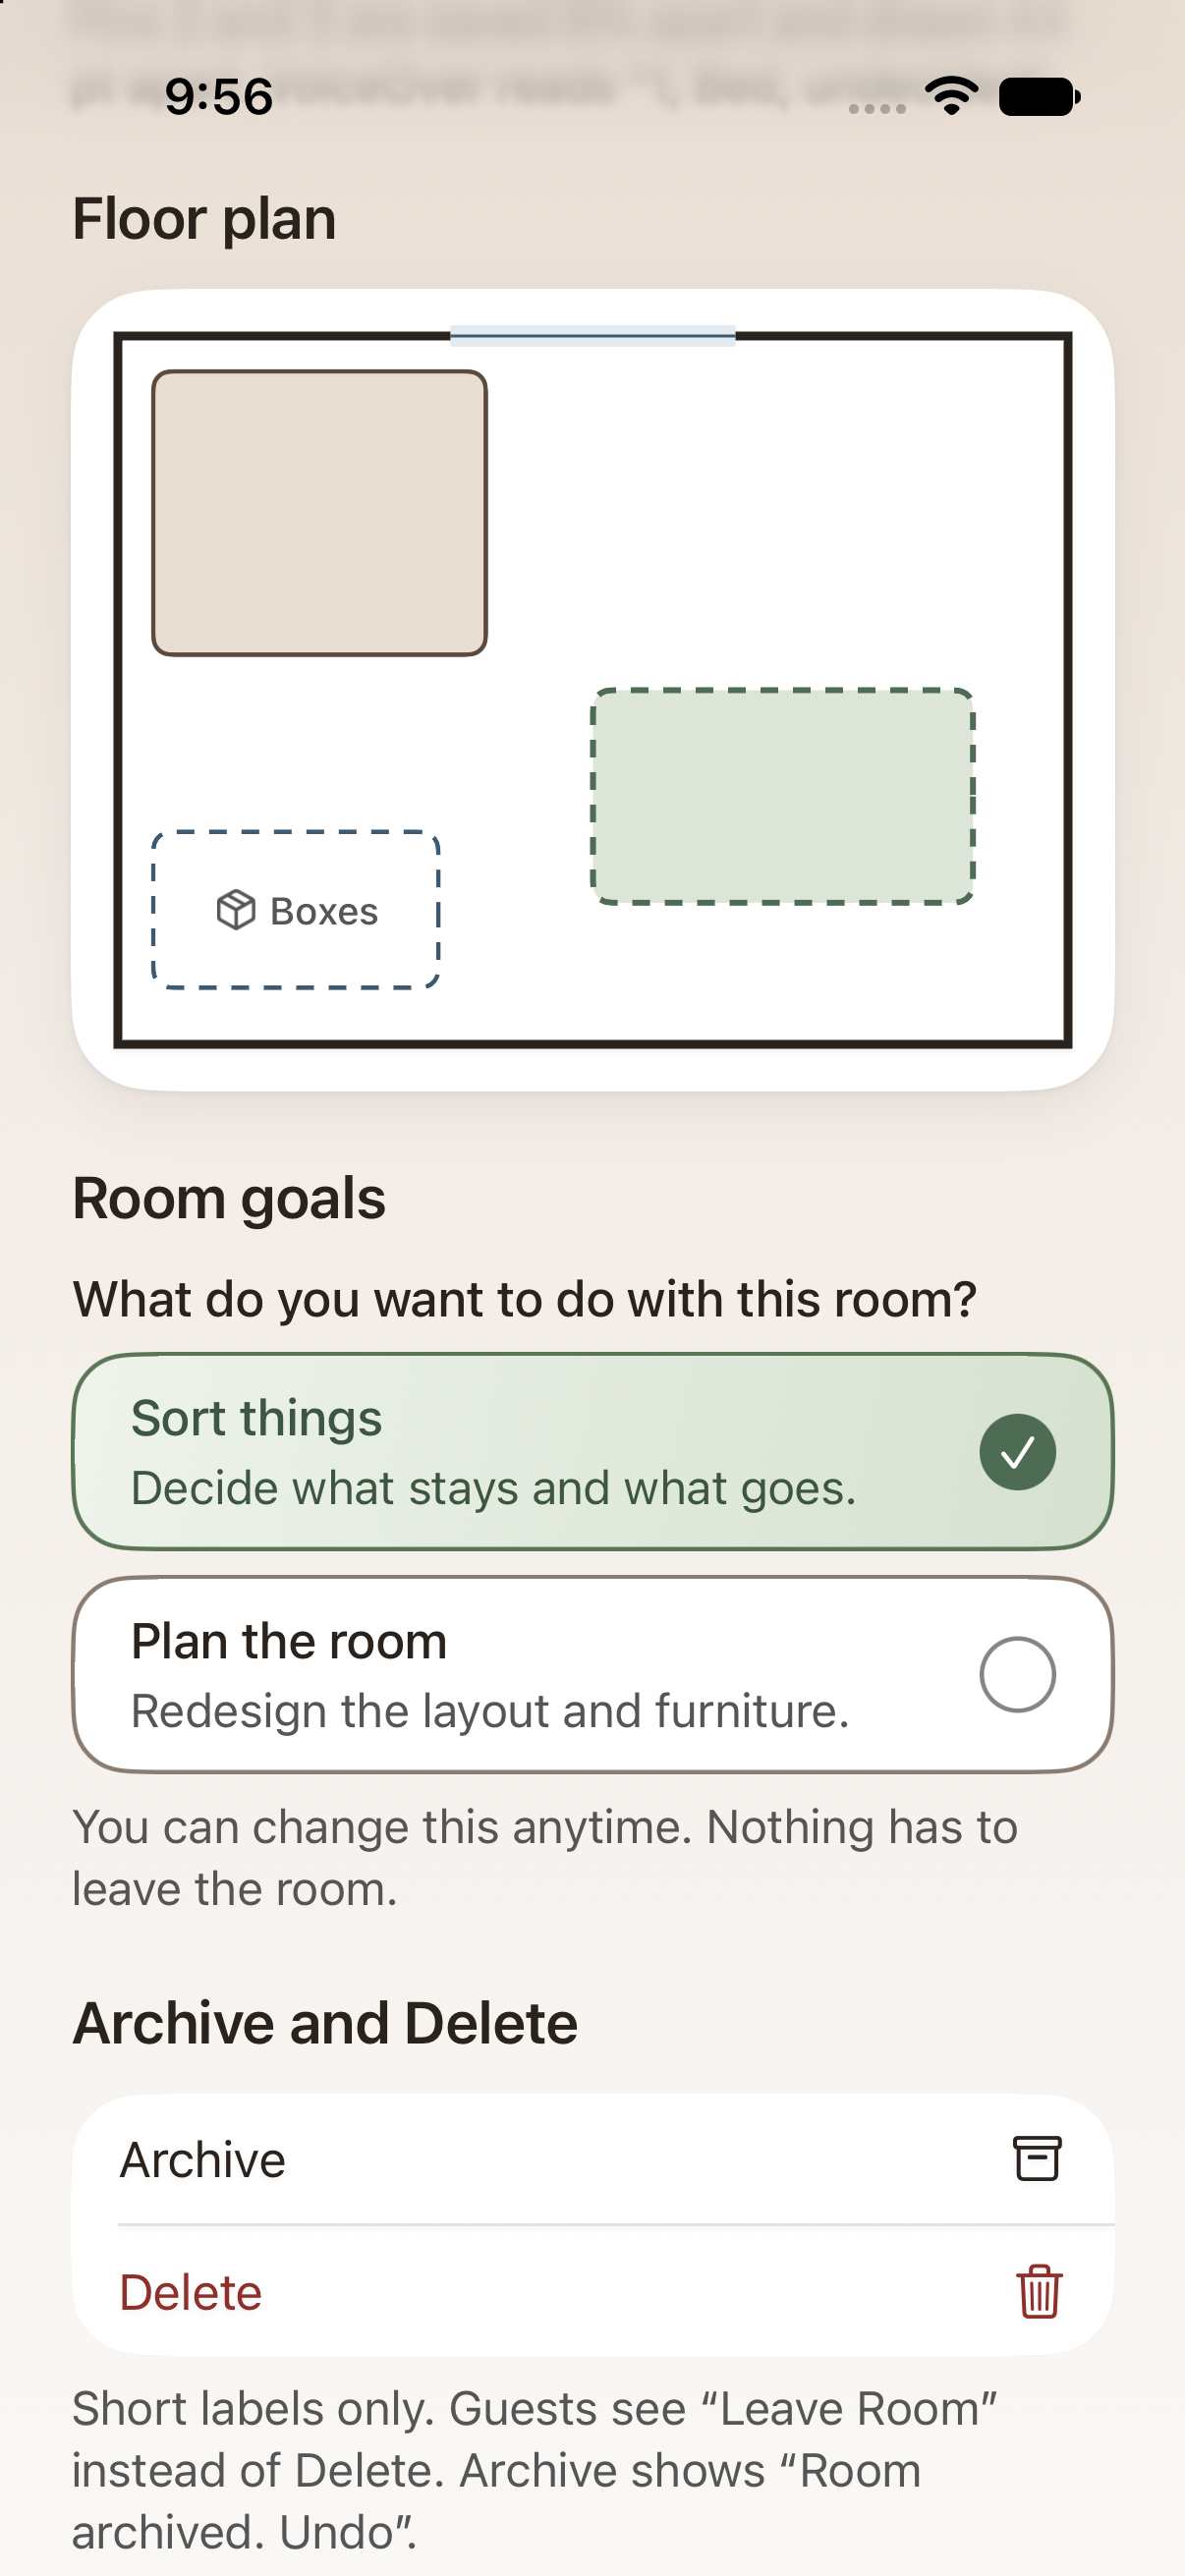 9:56
Floor plan
Boxes
Room goals
What do you want to do with this room?
Sort things
Decide what stays and what goes.
Plan the room
Redesign the layout and furniture.
You can change this anytime. Nothing has to
leave the room.
Archive and Delete
Archive
Delete
Short labels only. Guests see “Leave Room”
instead of Delete. Archive shows “Room
archived. Undo”.